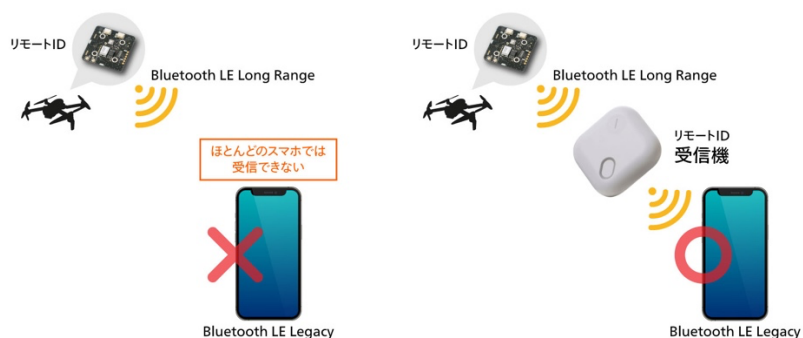 リモートID
Bluetooth LE Long Range
ほとんどのスマホでは
受信できない
Bluetooth LE Legacy
リモートID
Bluetooth LE Long Range
リモートID
受信機
Bluetooth LE Legacy